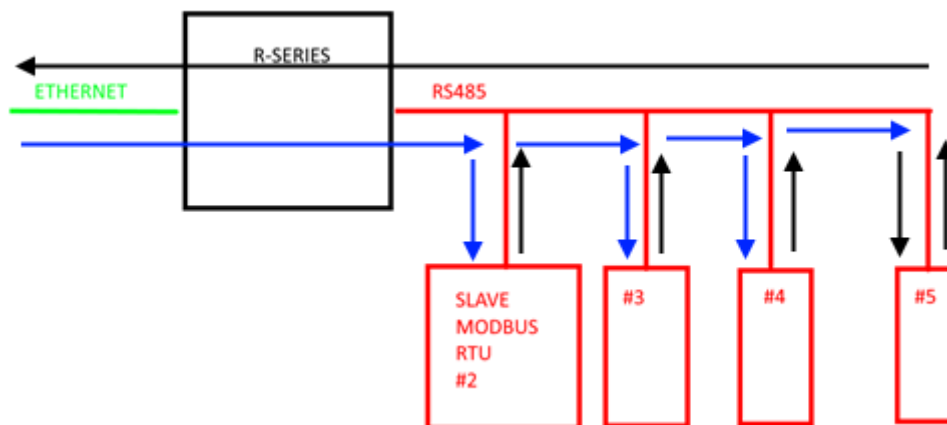 R-SERIES
ETHERNET
RS485
SLAVE
MODBUS
RTU
#2
#3
#4
#5